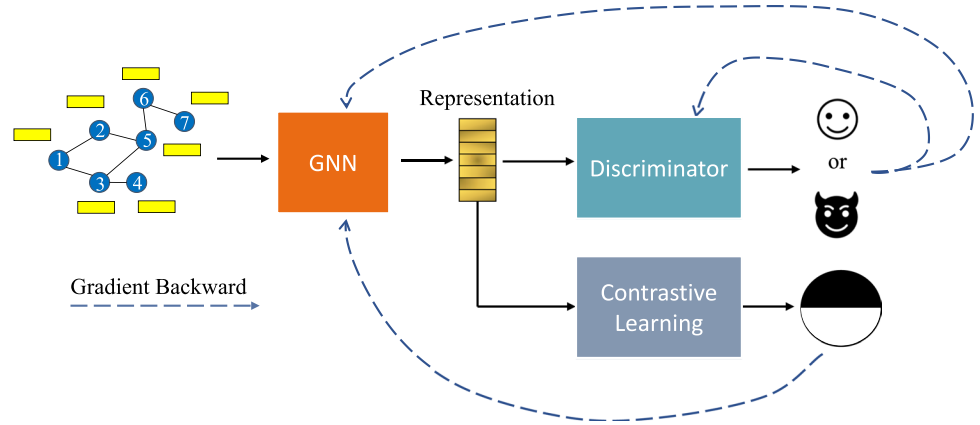 6
7
2
5
1
3
4
Representation
GNN
Discriminator
or
Gradient Backward
Contrastive
Learning